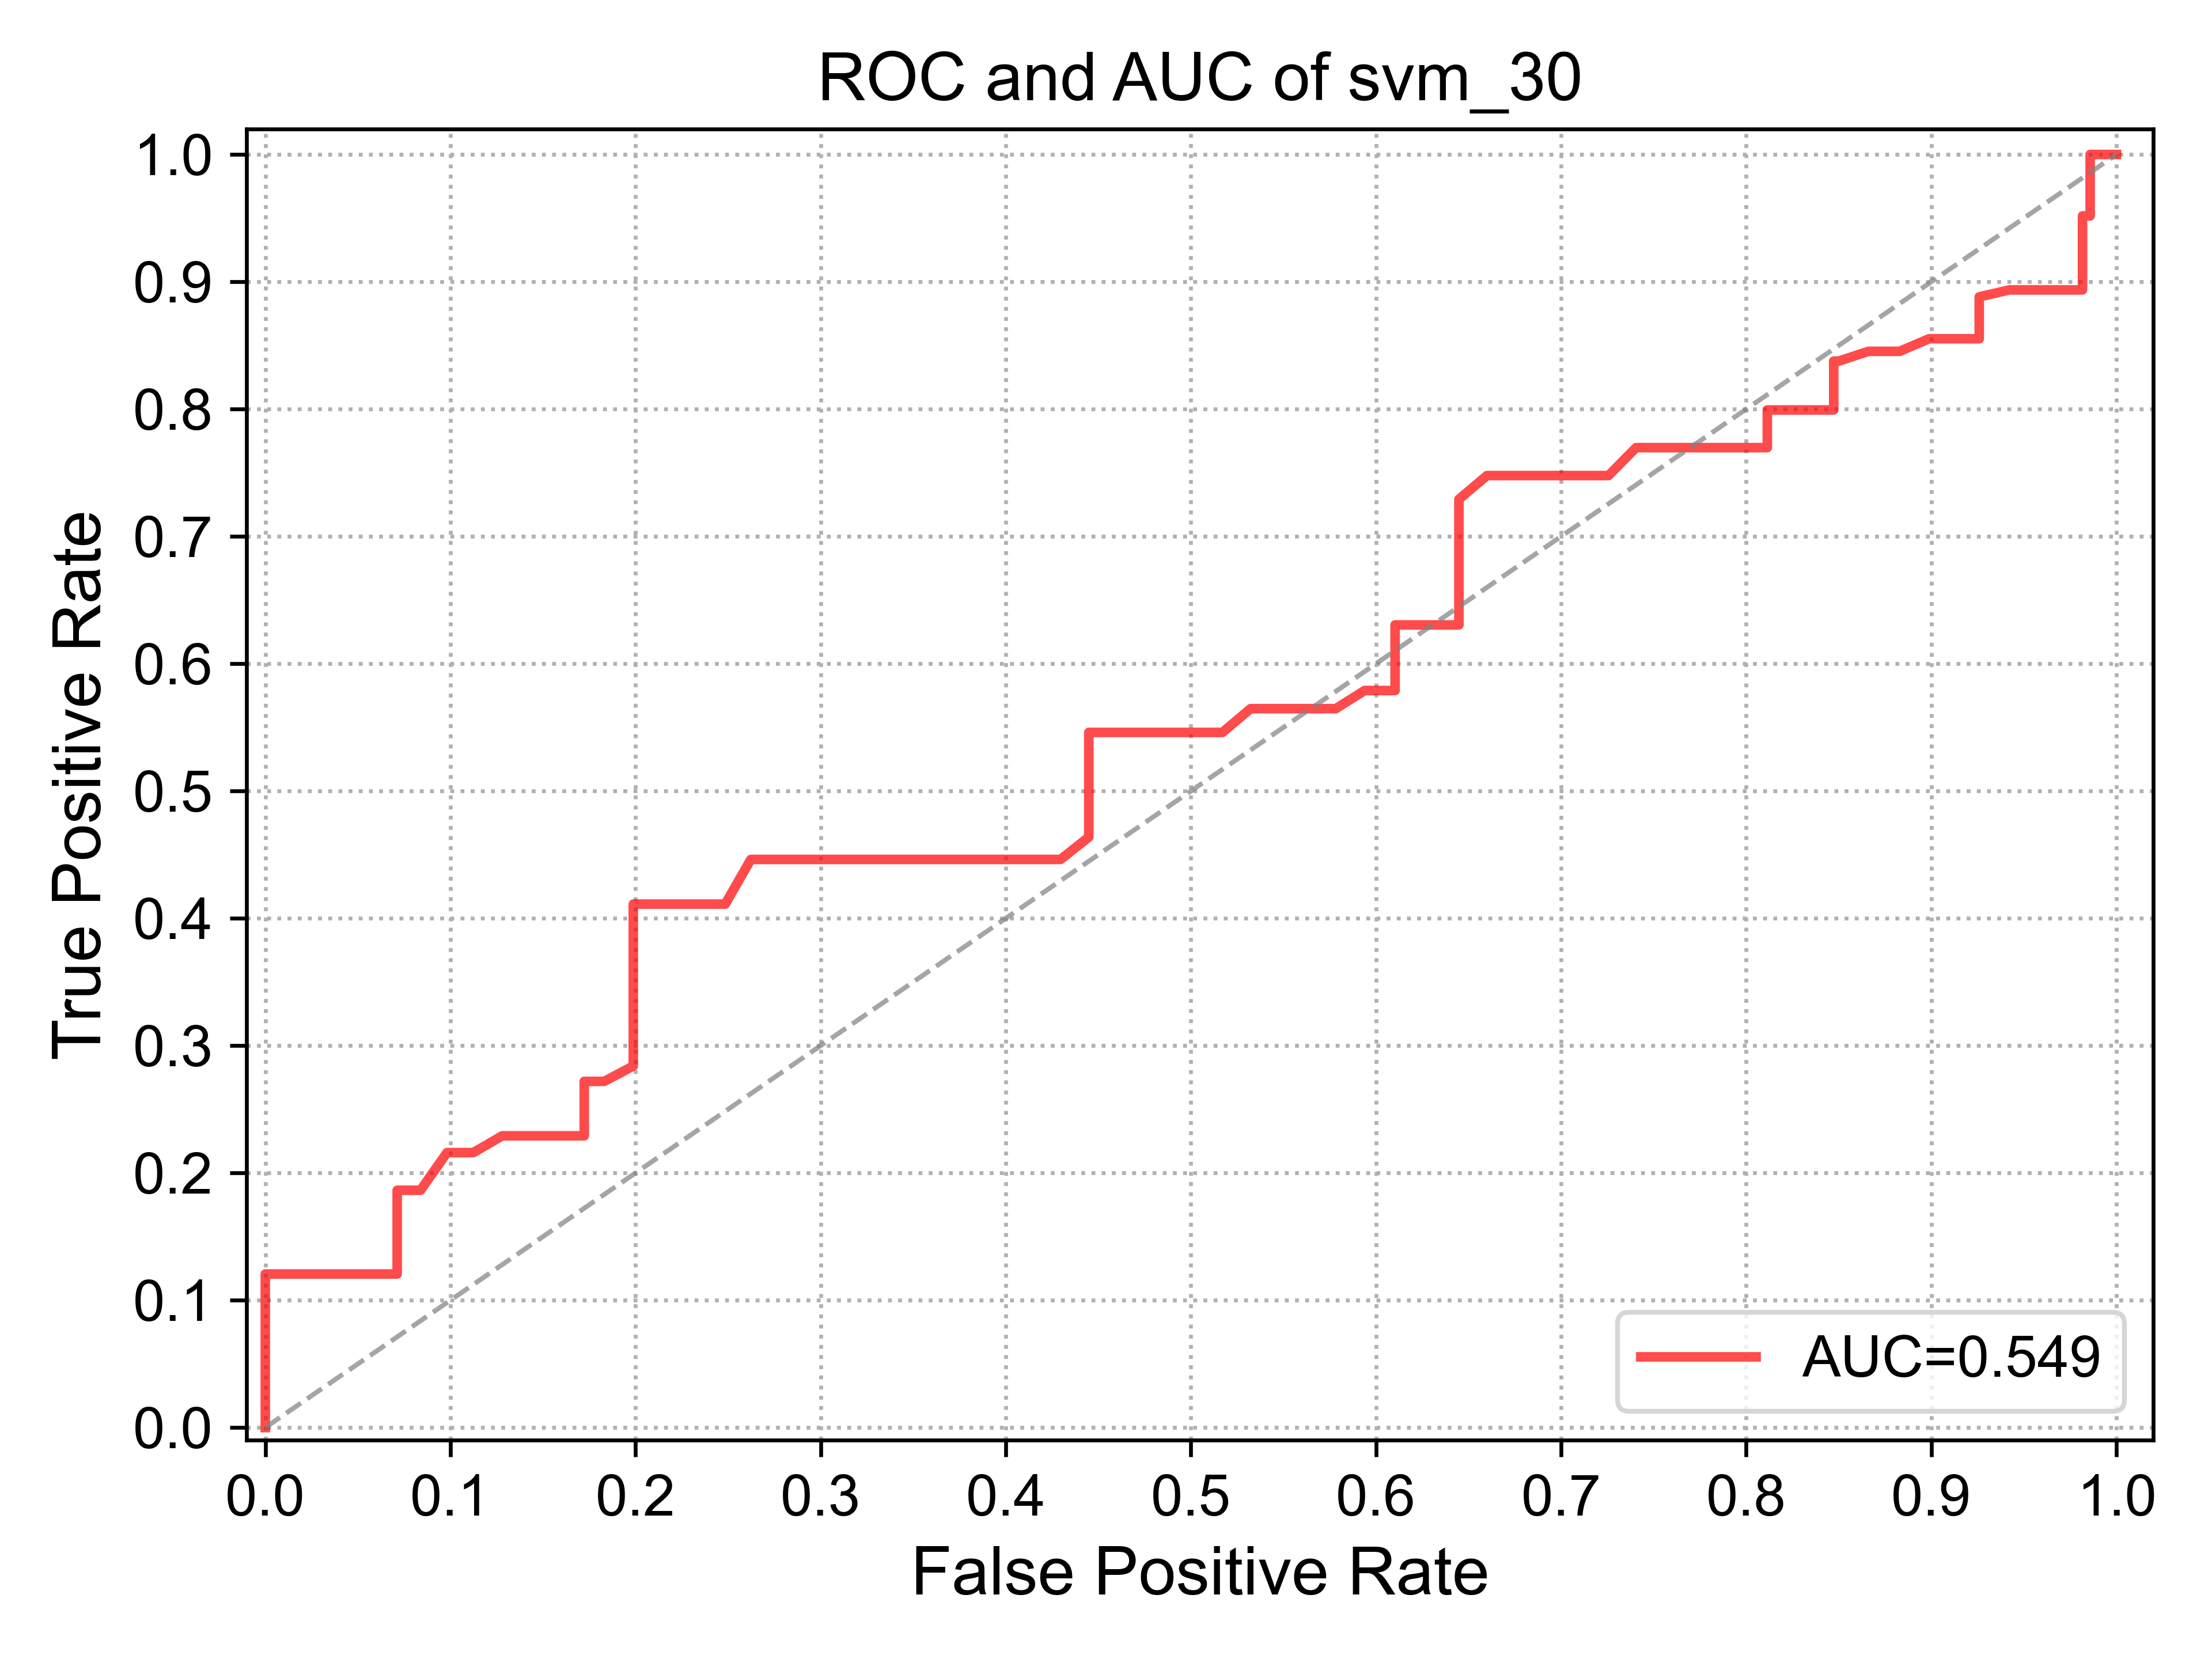 ROC and AUC of svm_30
True Positive Rate
1.0
0.9
0.8
0.7
0.6
0.5
0.4
0.3
0.2
0.1
0.0
AUC=0.549
0.0 0.1 0.2 0.3 0.4 0.5 0.6 0.7 0.8 0.9 1.0
False Positive Rate